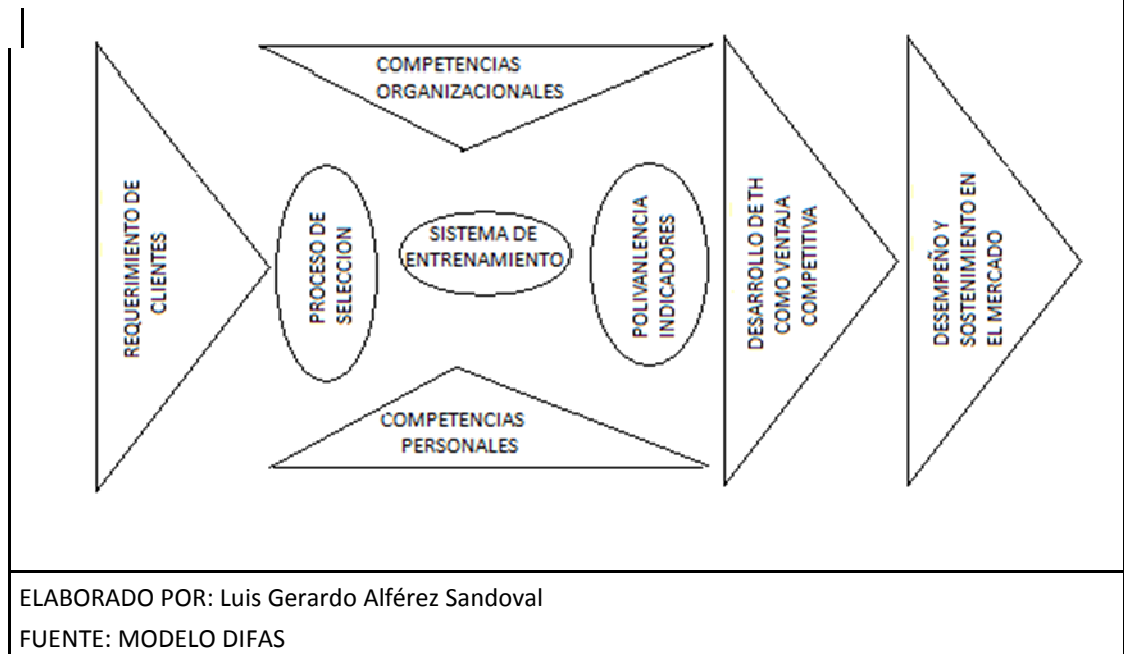 COMPETENCIAS
ORGANIZACIONALES
REQUERIMIENTO DE
CLIENTES
PROCESO DE
SELECCION
SISTEMA DE
ENTRENAMIENTO
POLIVANLENCIA
INDICADORES
DESARROLLO DE TH
COMO VENTAJA
COMPETITIVA
DESEMPEÑO Y
SOSTENIMIENTO EN
EL MERCADO
COMPETENCIAS
PERSONALES
ELABORADO POR: Luis Gerardo Alférez Sandoval
FUENTE: MODELO DIFAS